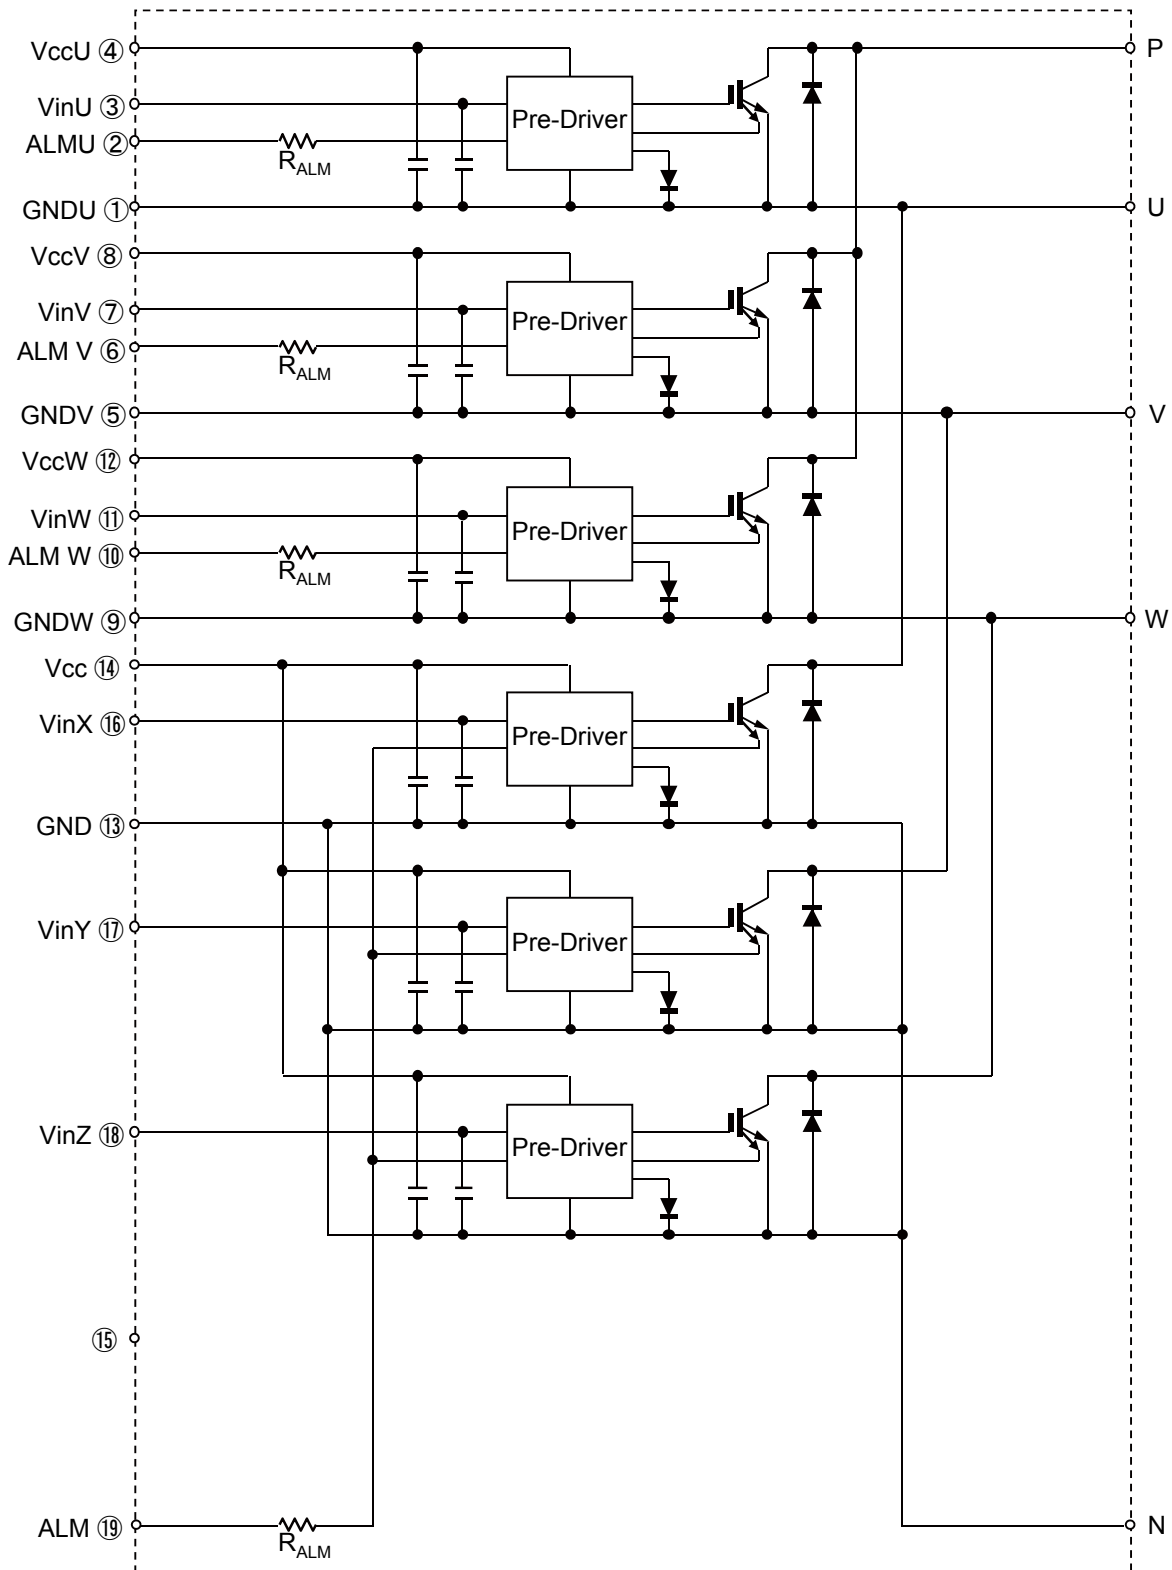 VccU ④
P
VinU ③
Pre-Driver
ALMU ②
RALM
GNDU ①
U
VccV ⑧
VinV ⑦
Pre-Driver
ALM V ⑥
RALM
GNDV ⑤
V
VccW ⑫
VinW ⑪
Pre-Driver
ALM W ⑩
RALM
GNDW ⑨
W
Vcc ⑭
VinX ⑯
Pre-Driver
GND ⑬
VinY ⑰
Pre-Driver
VinZ ⑱
Pre-Driver
⑮
ALM ⑲
RALM
N